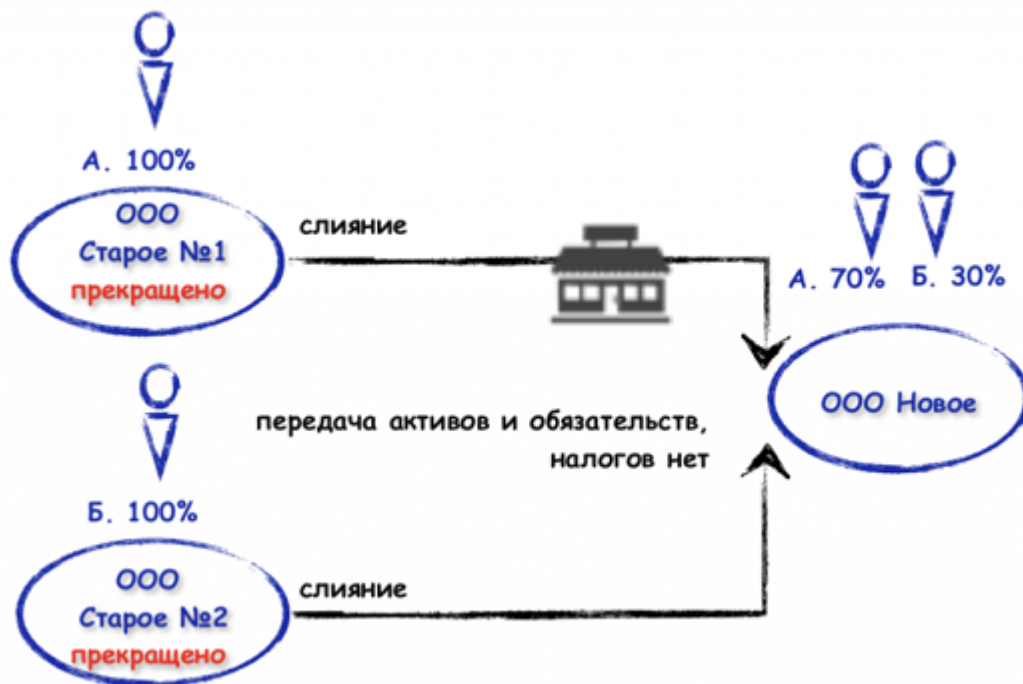 А. 100%
ООО
Старое №1
прекращено
слияние
А. 70%
Б. 30%
ООО Новое
передача активов и обязательств,
налогов нет
Б. 100%
ООО
Старое №2
прекращено
слияние